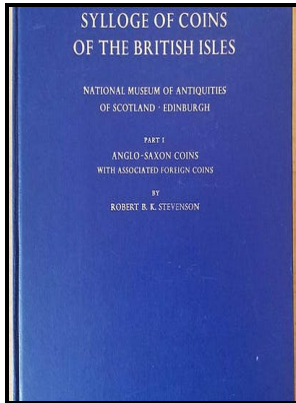 SYLLOGE OF COINS
OF THE BRITISH ISLES
NATIONAL MUSEUM OF ANTIQUITIES
OF SCOTLAND · EDINBURGH
PART I
ANGLO-SAXON COINS
WITH ASSOCIATED FOREIGN COINS
BY
ROBERT B. K. STEVENSON